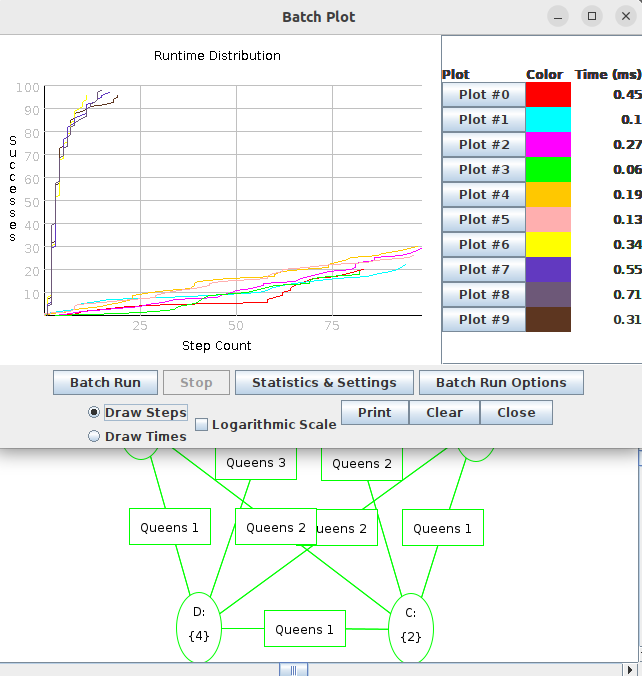 Batch Plot
Runtime Distribution
Plot Color Time (ms)
100
90
80
70
60
50
40
30
20
10
Successes
25 50 75
Step Count
Plot #0 0.45
Plot #1 0.1
Plot #2 0.27
Plot #3 0.06
Plot #4 0.19
Plot #5 0.13
Plot #6 0.34
Plot #7 0.55
Plot #8 0.71
Plot #9 0.31
Batch Run Stop Statistics & Settings Batch Run Options
Draw Steps
Draw Times
Logarithmic Scale
Print Clear Close
Queens 3 Queens 2
Queens 1 Queens 2 ueens 2 Queens 1
D:
{4}
Queens 1
C:
{2}